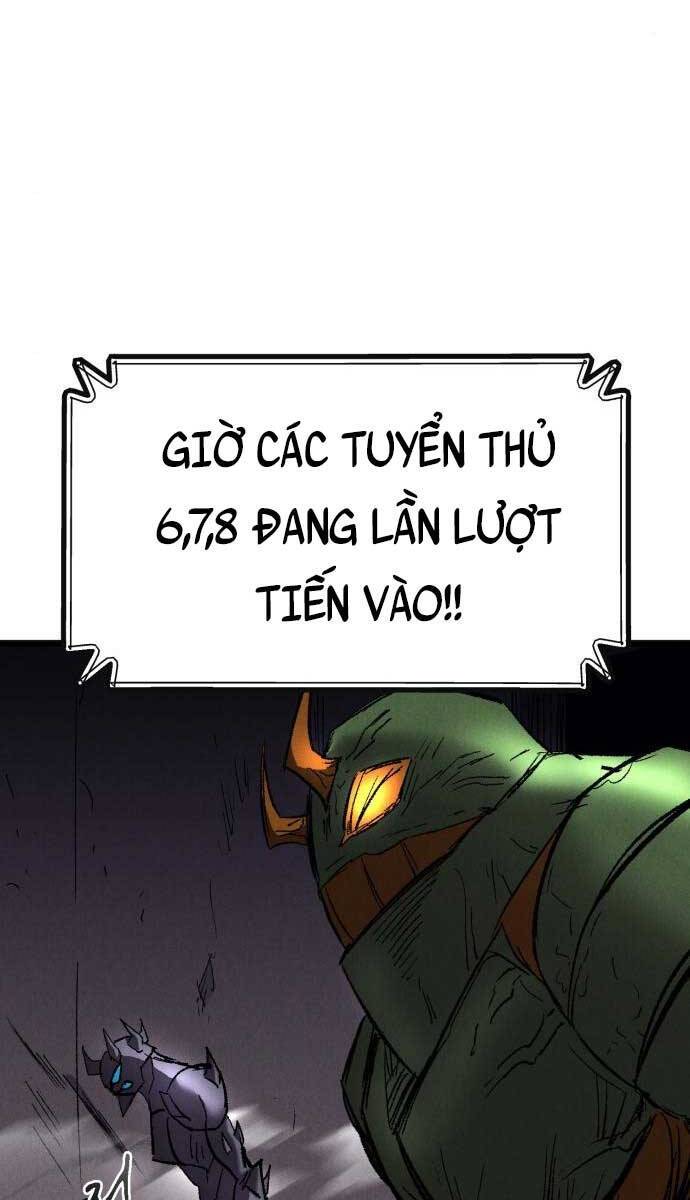 GIỜ CÁC TUYỂN THỦ
6,7,8 ĐANG LẦN LƯỢT
TIẾN VÀO!!